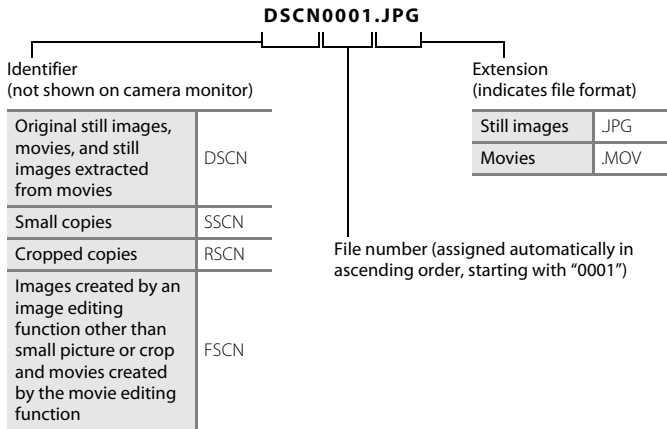 DSCN0001.JPG
Identifier
(not shown on camera monitor)
Original still images,
movies, and still
images extracted
from movies
DSCN
Small copies SSCN
Cropped copies RSCN
Images created by an
image editing
function other than
small picture or crop
and movies created
by the movie editing
function
FSCN
Extension
(indicates file format)
Still images .JPG
Movies .MOV
File number (assigned automatically in
ascending order, starting with “0001”)